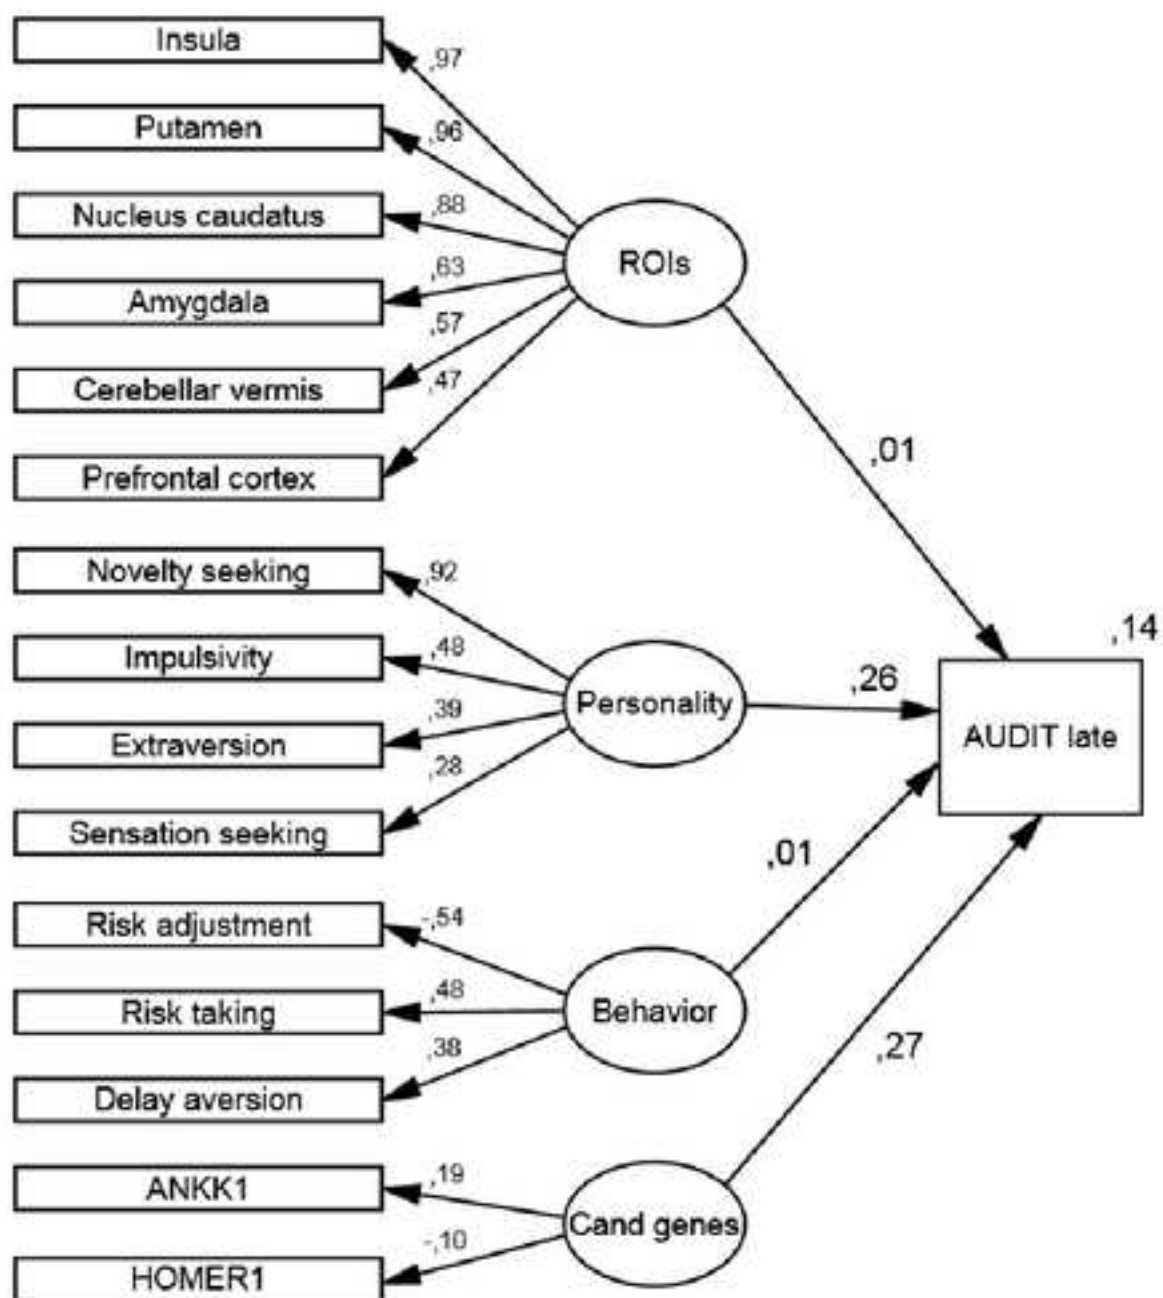 Insula
,97
Putamen
,96
Nucleus caudatus
,88
ROIs
Amygdala
,63
,57
Cerebellar vermis
,47
Prefrontal cortex
,01
Novelty seeking
,92
,14
Impulsivity
,48
Personality
,26
AUDIT late
Extraversion
,39
,28
Sensation seeking
,01
Risk adjustment
-,54
Risk taking
,48
Behavior
,38
Delay aversion
,27
ANKK1
,19
Cand genes
-,10
HOMER1